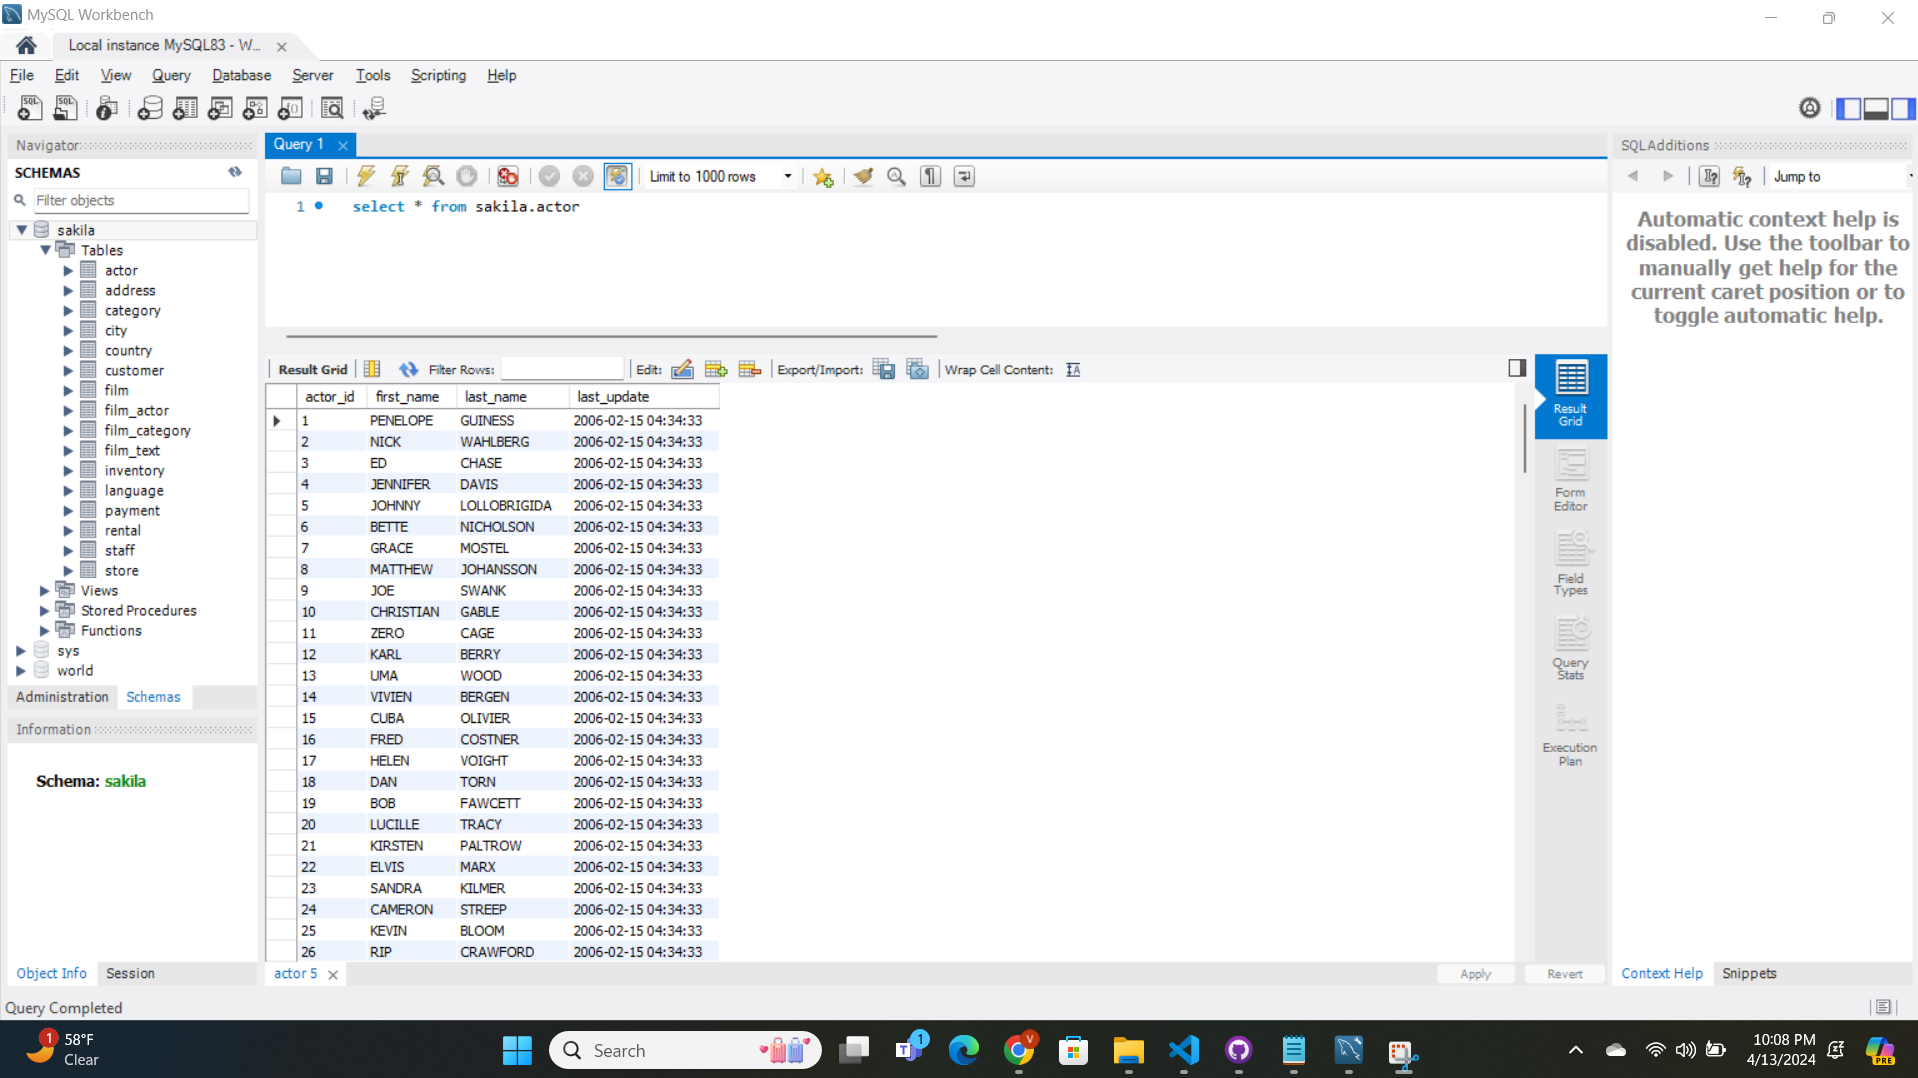 MySQL Workbench
Local instance MySQL83 - W...
File Edit View Query Database Server Tools Scripting Help
Navigator
SCHEMAS
Filter objects
sakila
Tables
actor
address
category
city
country
customer
film
film_actor
film_category
film_text
inventory
language
payment
rental
staff
store
Views
Stored Procedures
Functions
sys
world
Administration Schemas
Information
Schema: sakila
Object Info Session
Query 1
Limit to 1000 rows
1 select * from sakila.actor
Result Grid Filter Rows: Edit: Export/Import: Wrap Cell Content:
actor_id first_name last_name last_update
1 PENELOPE GUINESS 2006-02-15 04:34:33
2 NICK WAHLBERG 2006-02-15 04:34:33
3 ED CHASE 2006-02-15 04:34:33
4 JENNIFER DAVIS 2006-02-15 04:34:33
5 JOHNNY LOLLOBRIGIDA 2006-02-15 04:34:33
6 BETTE NICHOLSON 2006-02-15 04:34:33
7 GRACE MOSTEL 2006-02-15 04:34:33
8 MATTHEW JOHANSSON 2006-02-15 04:34:33
9 JOE SWANK 2006-02-15 04:34:33
10 CHRISTIAN GABLE 2006-02-15 04:34:33
11 ZERO CAGE 2006-02-15 04:34:33
12 KARL BERRY 2006-02-15 04:34:33
13 UMA WOOD 2006-02-15 04:34:33
14 VIVIEN BERGEN 2006-02-15 04:34:33
15 CUBA OLIVIER 2006-02-15 04:34:33
16 FRED COSTNER 2006-02-15 04:34:33
17 HELEN VOIGHT 2006-02-15 04:34:33
18 DAN TORN 2006-02-15 04:34:33
19 BOB FAWCETT 2006-02-15 04:34:33
20 LUCILLE TRACY 2006-02-15 04:34:33
21 KIRSTEN PALTROW 2006-02-15 04:34:33
22 ELVIS MARX 2006-02-15 04:34:33
23 SANDRA KILMER 2006-02-15 04:34:33
24 CAMERON STREEP 2006-02-15 04:34:33
25 KEVIN BLOOM 2006-02-15 04:34:33
26 RIP CRAWFORD 2006-02-15 04:34:33
actor 5
Apply Revert
Result
Grid
Form
Editor
Field
Types
Query
Stats
Execution
Plan
SQLAdditions
Jump to
Automatic context help is
disabled. Use the toolbar to
manually get help for the
current caret position or to
toggle automatic help.
Context Help Snippets
Query Completed
1
58°F
Clear
Search
1
V
10:08 PM
4/13/2024
PRE